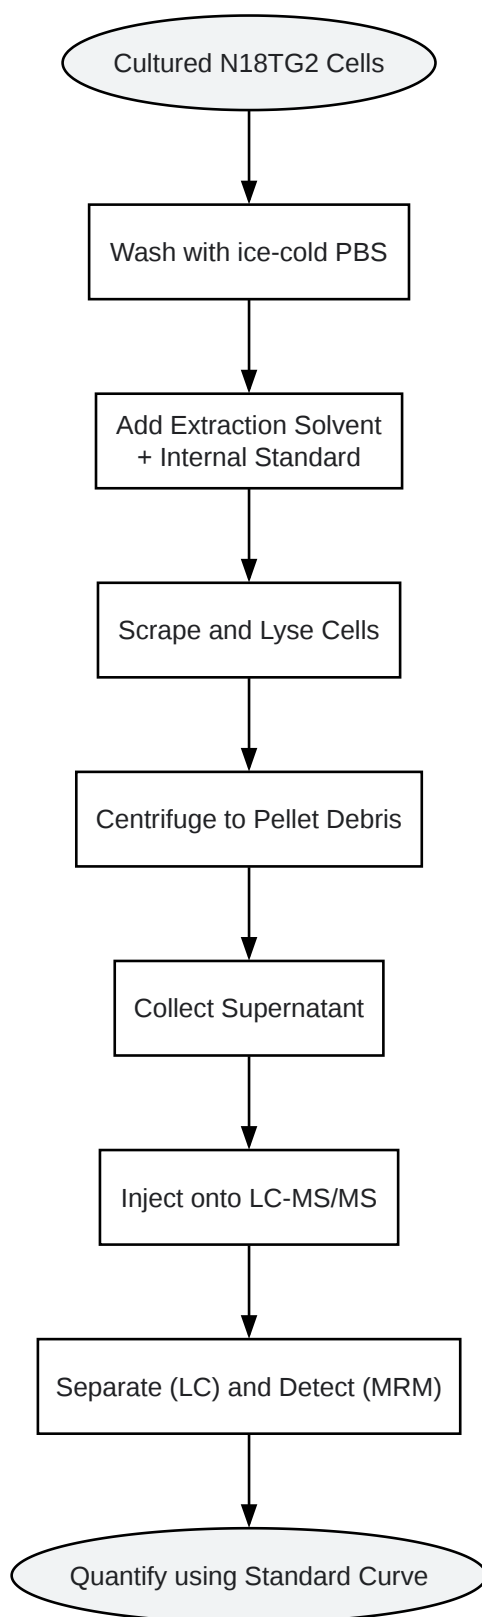 Cultured N18TG2 Cells
Wash with ice-cold PBS
Add Extraction Solvent
+ Internal Standard
Scrape and Lyse Cells
Centrifuge to Pellet Debris
Collect Supernatant
Inject onto LC-MS/MS
Separate (LC) and Detect (MRM)
Quantify using Standard Curve